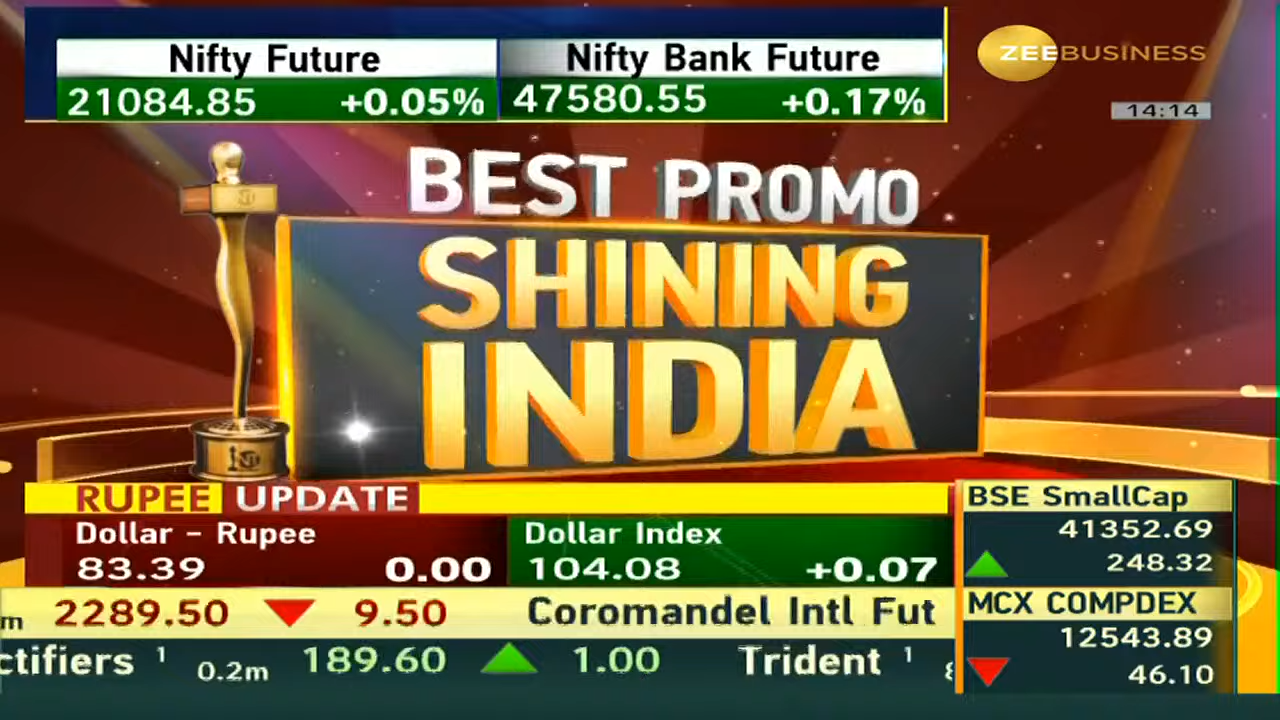 Nifty Future
21084.85 +0.05%
Nifty Bank Future
47580.55 +0.17%
ZEEBUSINESS
14:14
BEST PROMO
SHINING
INDIA
RUPEE UPDATE
Dollar - Rupee
83.39 0.00
Dollar Index
104.08 +0.07
BSE SmallCap
41352.69
248.32
MCX COMPDEX
12543.89
46.10
m 2289.50 9.50 Coromandel Intl Fut
ctifiers 1 0.2m 189.60 1.00 Trident 1